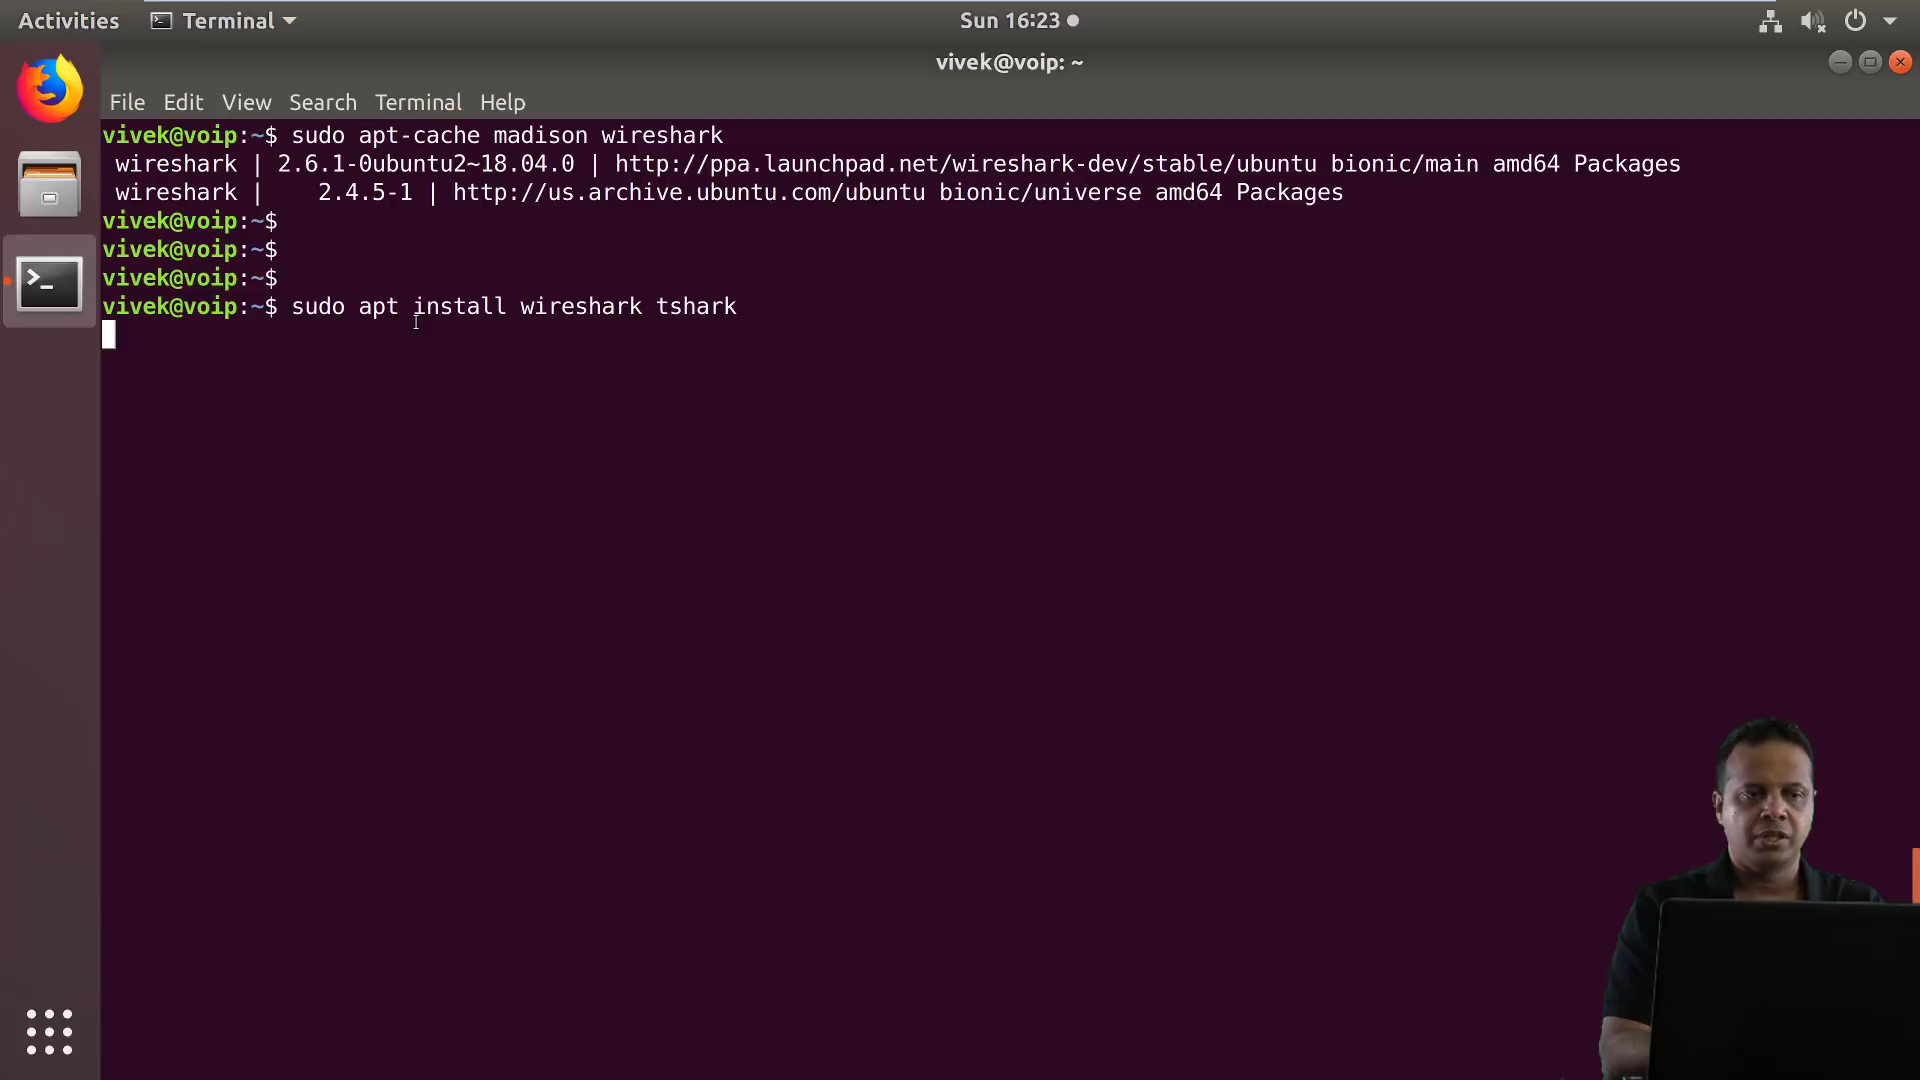 Activities Terminal Sun 16:23
vivek@voip: ~
File Edit View Search Terminal Help
vivek@voip:~$ sudo apt-cache madison wireshark
wireshark | 2.6.1-0ubuntu2~18.04.0 | http://ppa.launchpad.net/wireshark-dev/stable/ubuntu bionic/main amd64 Packages
wireshark | 2.4.5-1 | http://us.archive.ubuntu.com/ubuntu bionic/universe amd64 Packages
vivek@voip:~$
vivek@voip:~$
vivek@voip:~$
vivek@voip:~$ sudo apt install wireshark tshark